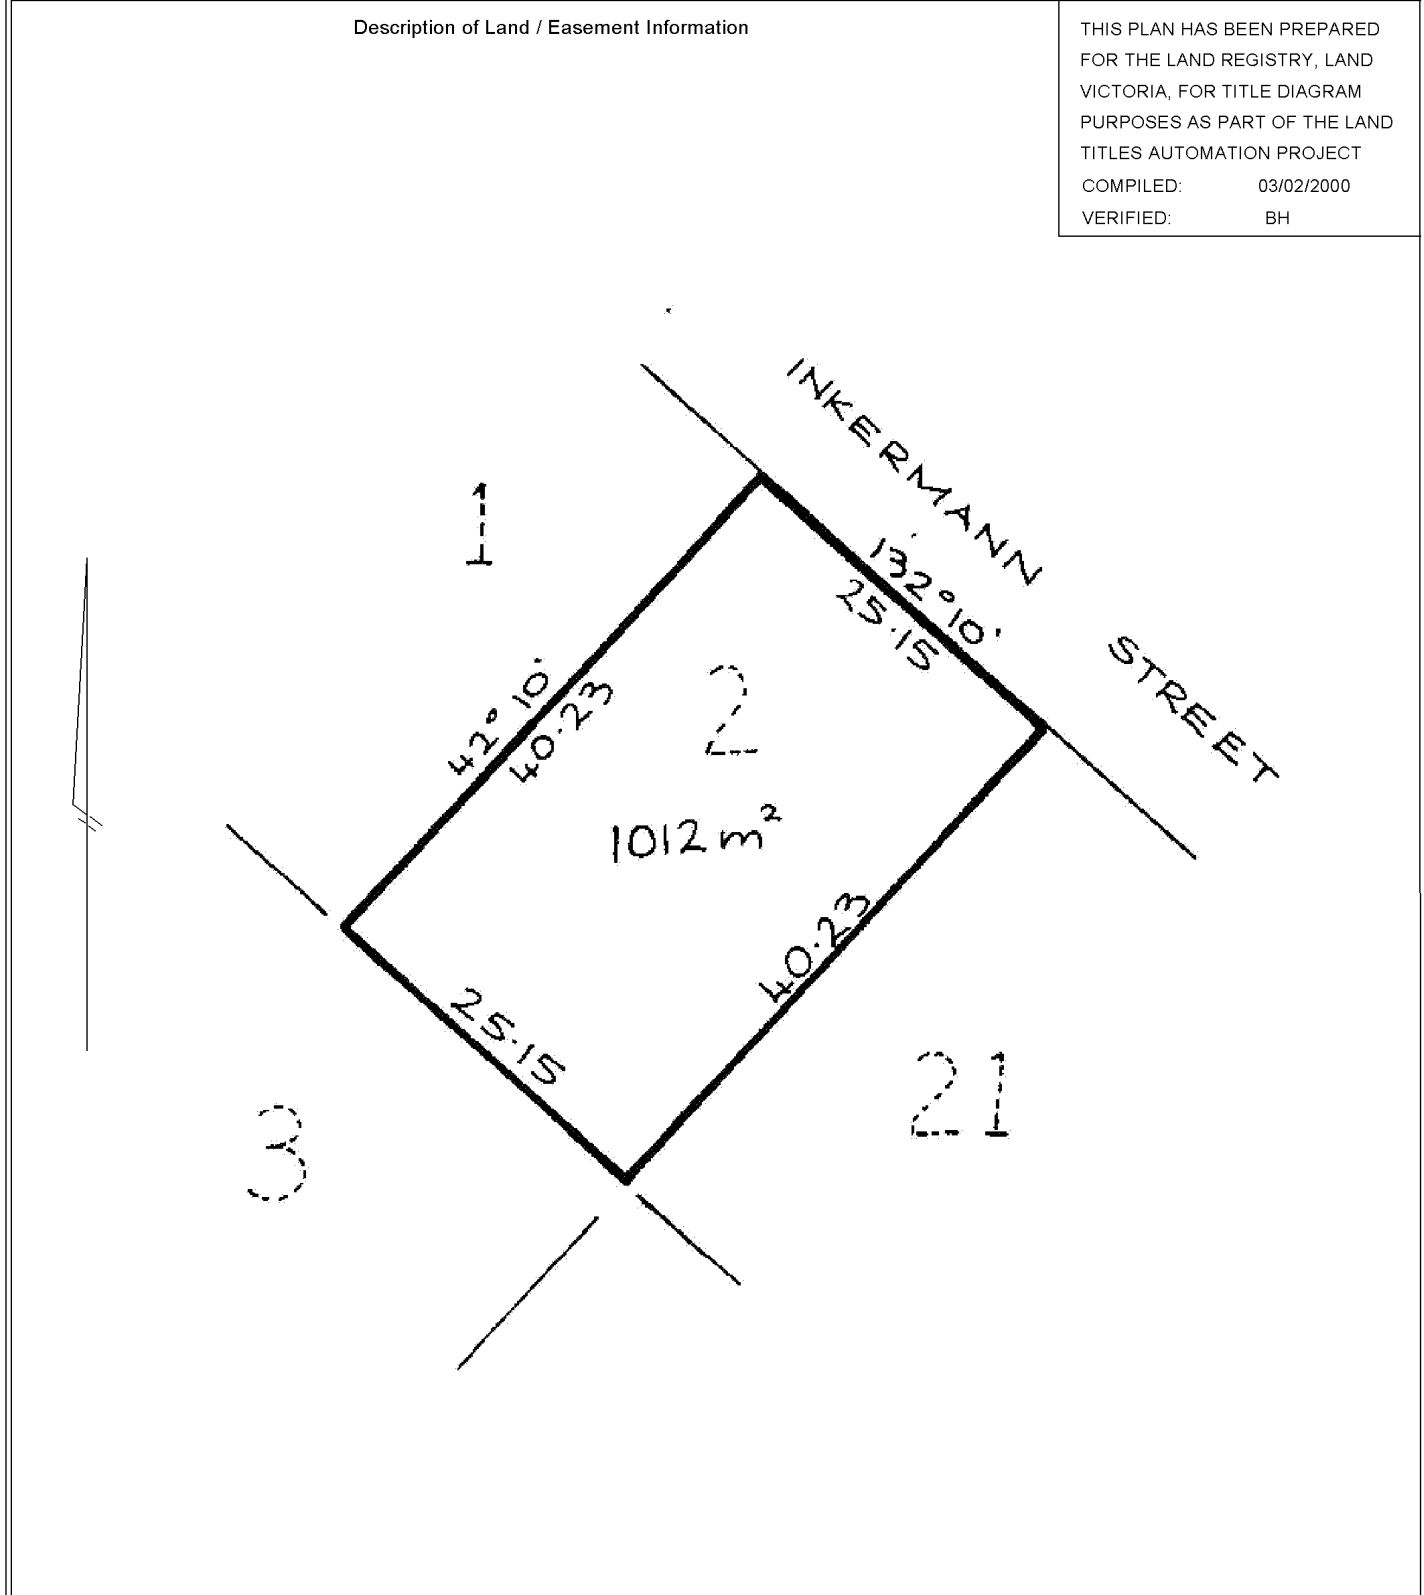 Description of Land / Easement Information
THIS PLAN HAS BEEN PREPARED
FOR THE LAND REGISTRY, LAND
VICTORIA, FOR TITLE DIAGRAM
PURPOSES AS PART OF THE LAND
TITLES AUTOMATION PROJECT
COMPILED: 03/02/2000
VERIFIED: BH
INKERMANN STREET
132°10'
25·15
1
42° 10'
40·23
2
1012 m²
40·23
25·15
21
3